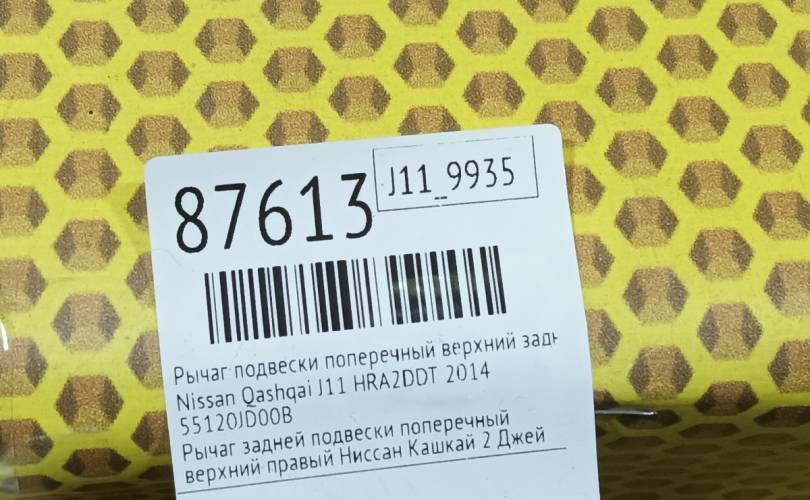 87613
J11_9935
Рычаг подвески поперечный верхний задн
Nissan Qashqai J11 HRA2DDT 2014
55120JD00B
Рычаг задней подвески поперечный
верхний правый Ниссан Кашкай 2 Джей